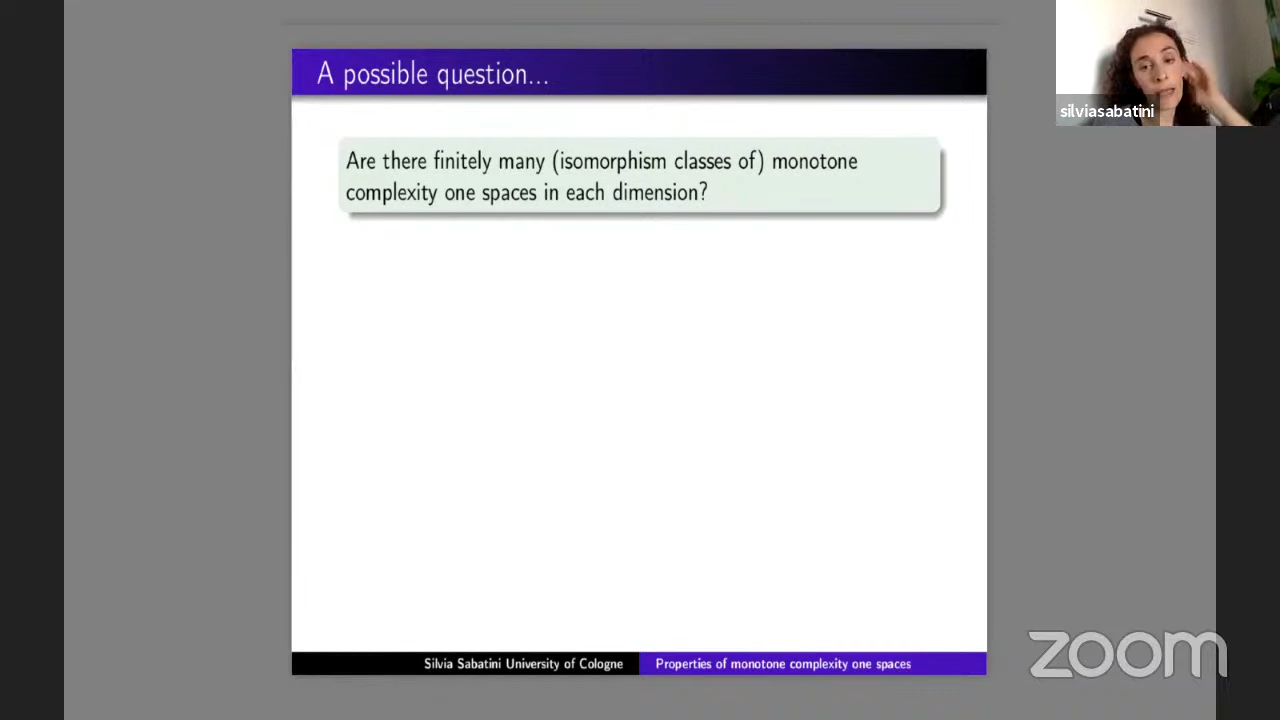 A possible question...
silviasabatini
Are there finitely many (isomorphism classes of) monotone
complexity one spaces in each dimension?
Silvia Sabatini University of Cologne
Properties of monotone complexity one spaces
zoom